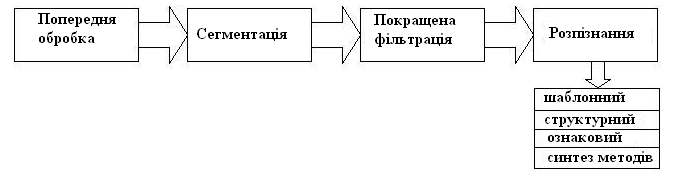 Попередня
обробка
Сегментація
Покращена
фільтрація
Розпізнання
шаблонний
структурний
ознаковий
синтез методів